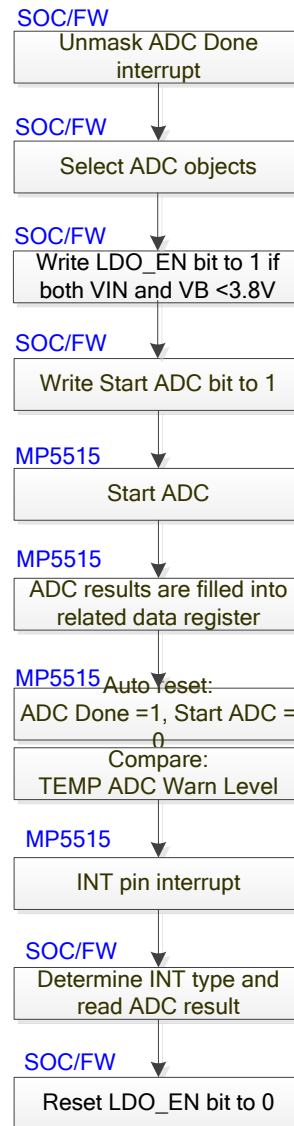 SOC/FW
Unmask ADC Done
interrupt
SOC/FW
Select ADC objects
SOC/FW
Write LDO_EN bit to 1 if
both VIN and VB <3.8V
SOC/FW
Write Start ADC bit to 1
MP5515
Start ADC
MP5515
ADC results are filled into
related data register
MP5515
Auto reset:
ADC Done =1, Start ADC =
0
Compare:
TEMP ADC Warn Level
MP5515
INT pin interrupt
SOC/FW
Determine INT type and
read ADC result
SOC/FW
Reset LDO_EN bit to 0